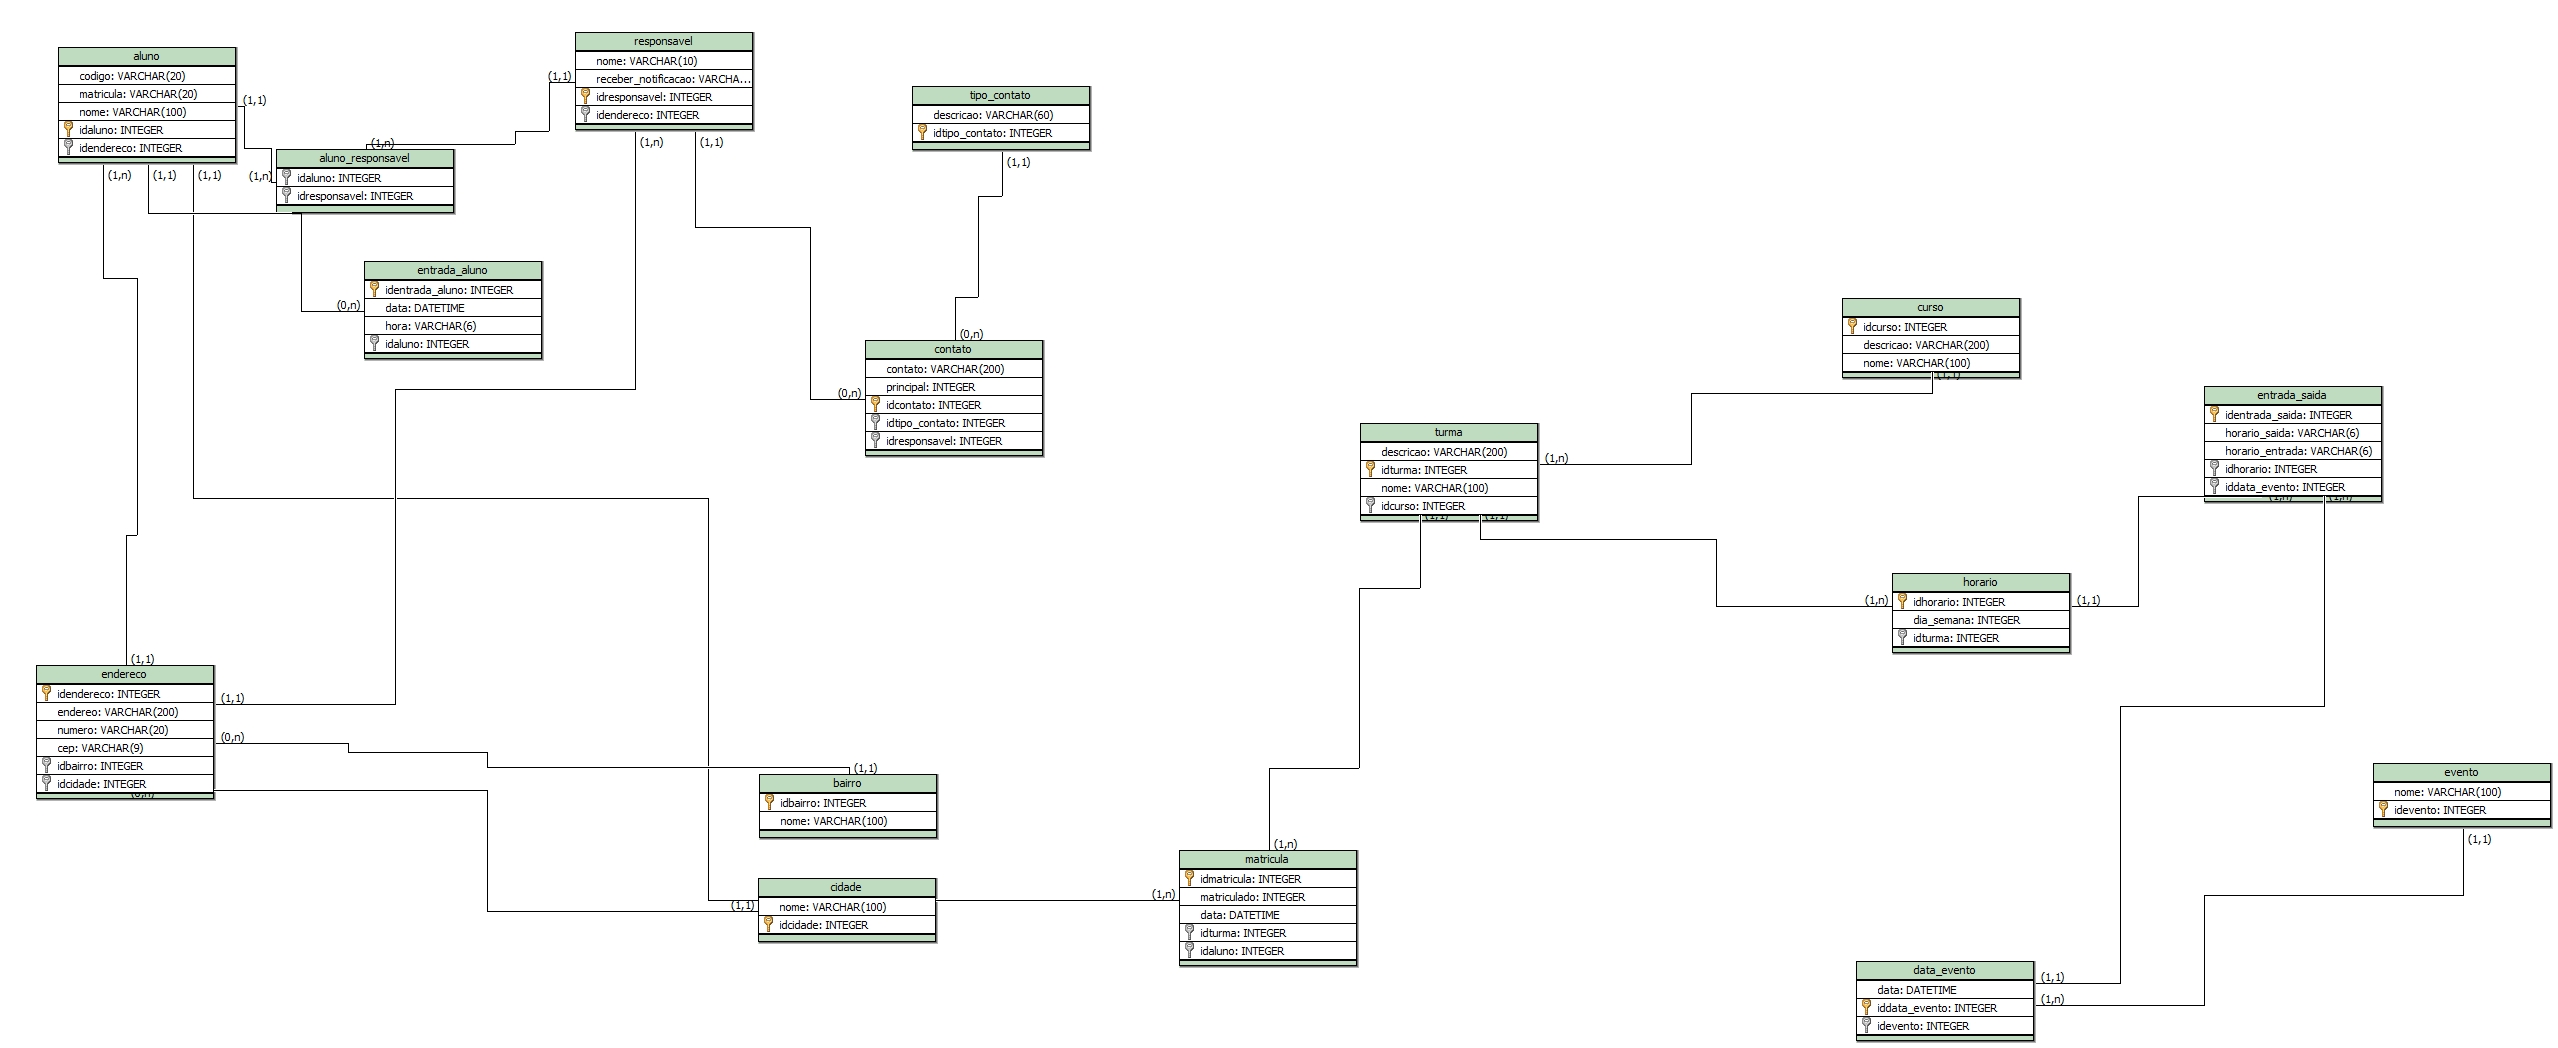 aluno
codigo: VARCHAR(20)
matricula: VARCHAR(20)
nome: VARCHAR(100)
idaluno: INTEGER
idendereco: INTEGER
(1,1)
(1,n)
(1,1)
(1,1)
responsavel
nome: VARCHAR(10)
receber_notificacao: VARCHA...
idresponsavel: INTEGER
idendereco: INTEGER
(1,1)
(1,n)
(1,1)
aluno_responsavel
idaluno: INTEGER
idresponsavel: INTEGER
(1,n)
(1,n)
tipo_contato
descricao: VARCHAR(60)
idtipo_contato: INTEGER
(1,1)
entrada_aluno
identrada_aluno: INTEGER
data: DATETIME
hora: VARCHAR(6)
idaluno: INTEGER
(0,n)
(0,n)
contato
contato: VARCHAR(200)
principal: INTEGER
idcontato: INTEGER
idtipo_contato: INTEGER
idresponsavel: INTEGER
(0,n)
curso
idcurso: INTEGER
descricao: VARCHAR(200)
nome: VARCHAR(100)
(1,1)
turma
descricao: VARCHAR(200)
idturma: INTEGER
nome: VARCHAR(100)
idcurso: INTEGER
(1,n)
(1,1)
(1,1)
entrada_saida
identrada_saida: INTEGER
horario_saida: VARCHAR(6)
horario_entrada: VARCHAR(6)
idhorario: INTEGER
iddata_evento: INTEGER
(1,n)
(1,n)
horario
idhorario: INTEGER
dia_semana: INTEGER
idturma: INTEGER
(1,n)
(1,1)
(1,1)
endereco
idendereco: INTEGER
endereo: VARCHAR(200)
numero: VARCHAR(20)
cep: VARCHAR(9)
idbairro: INTEGER
idcidade: INTEGER
(1,1)
(0,n)
(0,n)
(1,1)
bairro
idbairro: INTEGER
nome: VARCHAR(100)
cidade
nome: VARCHAR(100)
idcidade: INTEGER
(1,1)
(1,n)
matricula
idmatricula: INTEGER
matriculado: INTEGER
data: DATETIME
idturma: INTEGER
idaluno: INTEGER
(1,n)
evento
nome: VARCHAR(100)
idevento: INTEGER
(1,1)
data_evento
data: DATETIME
iddata_evento: INTEGER
idevento: INTEGER
(1,1)
(1,n)